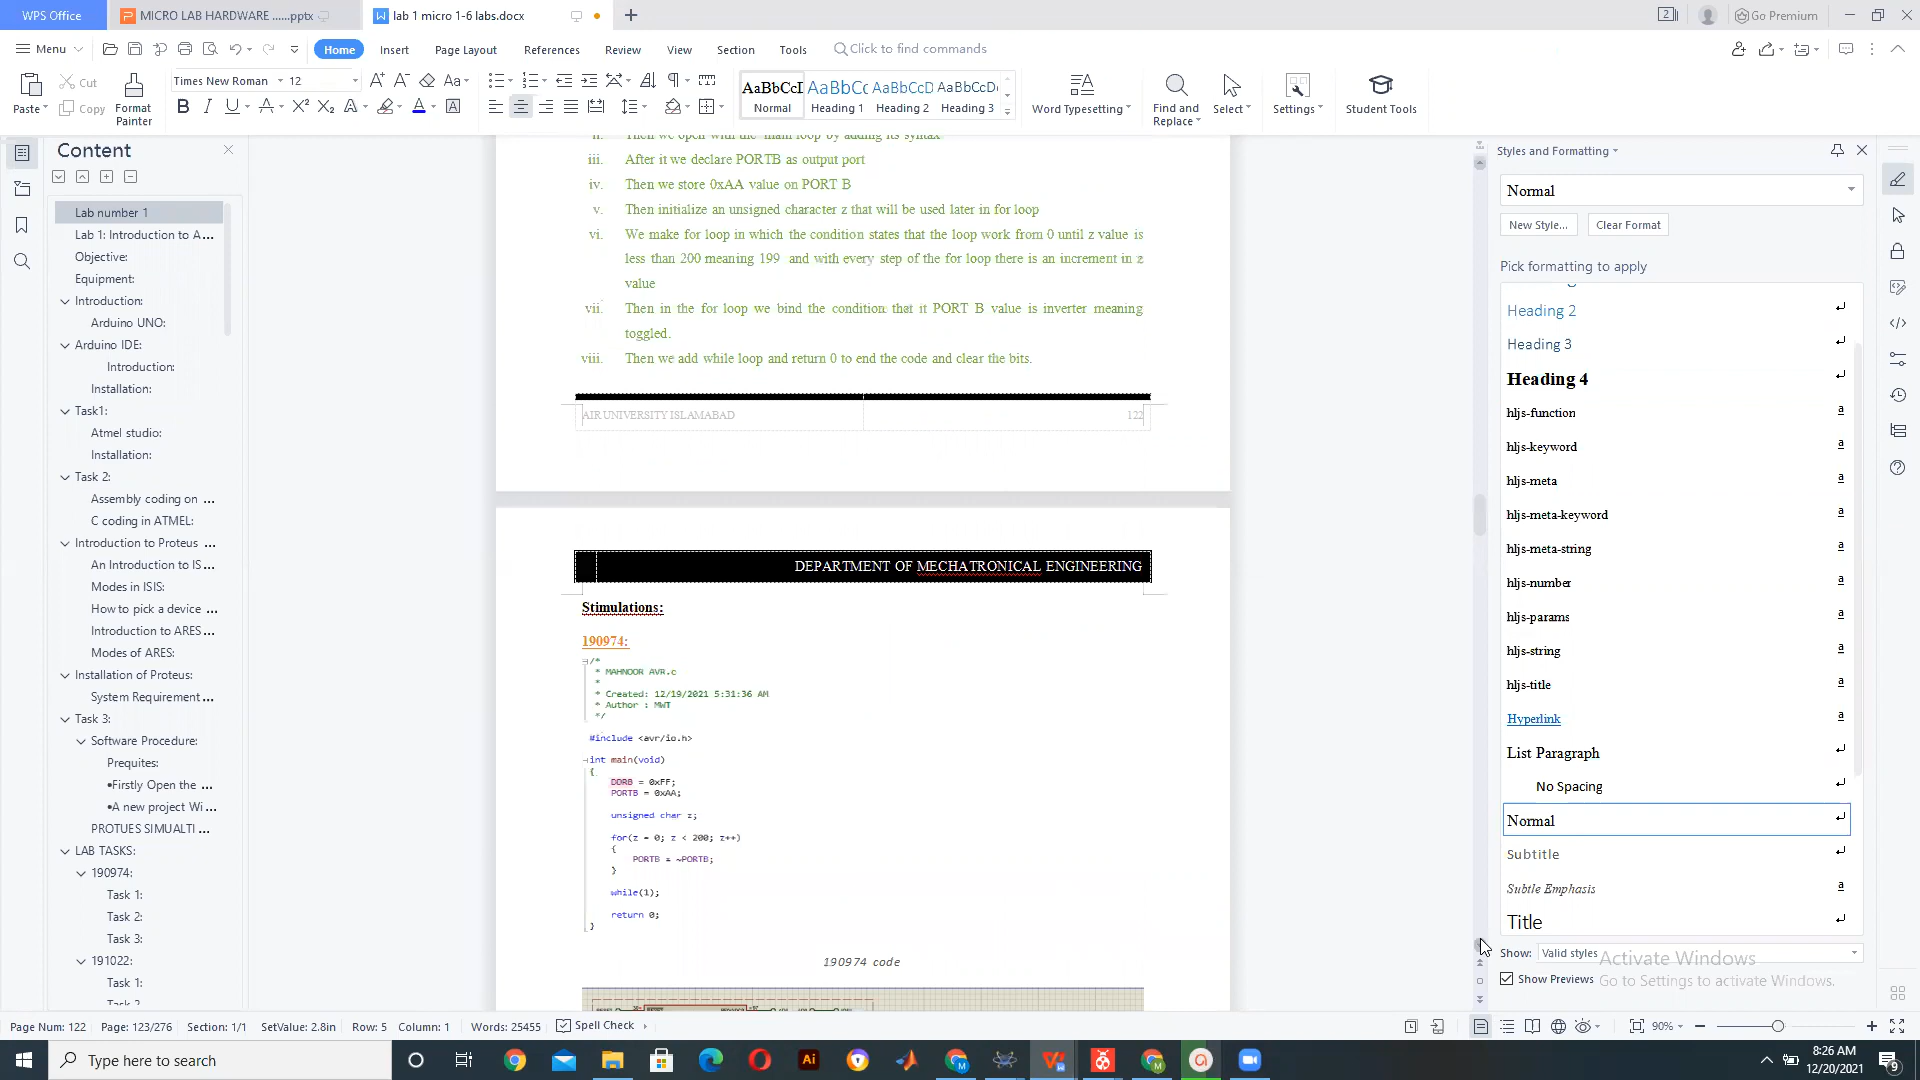 WPS Office
MICRO LAB HARDWARE ......pptx
lab 1 micro 1-6 labs.docx
Go Premium
Menu
Home
Insert
Page Layout
References
Review
View
Section
Tools
Click to find commands
Paste
Cut
Copy
Format Painter
Times New Roman
12
AaBbCcD
Normal
AaBbCc
Heading 1
AaBbCcD
Heading 2
AaBbCcD
Heading 3
Word Typesetting
Find and Replace
Select
Settings
Student Tools
Content
Lab number 1
Lab 1: Introduction to A...
Objective:
Equipment:
Introduction:
Arduino UNO:
Arduino IDE:
Introduction:
Installation:
Task1:
Atmel studio:
Installation:
Task 2:
Assembly coding on ...
C coding in ATMEL:
Introduction to Proteus ...
An Introduction to IS...
Modes in ISIS:
How to pick a device ...
Introduction to ARES...
Modes of ARES:
Installation of Proteus:
System Requirement...
Task 3:
Software Procedure:
Prequites:
•Firstly Open the ...
•A new project Wi...
PROTUES SIMUALTI ...
LAB TASKS:
190974:
Task 1:
Task 2:
Task 3:
191022:
Task 1:
Task 2
ii. Then we open with the main loop by adding its syntax
iii. After it we declare PORTB as output port
iv. Then we store 0xAA value on PORT B
v. Then initialize an unsigned character z that will be used later in for loop
vi. We make for loop in which the condition states that the loop work from 0 until z value is
less than 200 meaning 199 and with every step of the for loop there is an increment in z
value
vii. Then in the for loop we bind the condition that it PORT B value is inverter meaning
toggled.
viii. Then we add while loop and return 0 to end the code and clear the bits.
AIR UNIVERSITY ISLAMABAD 122
DEPARTMENT OF MECHATRONICAL ENGINEERING
Stimulations:
190974:
/*
* MAHNOOR AVR.c
*
* Created: 12/19/2021 5:31:36 AM
* Author : MWT
*/
#include <avr/io.h>
int main(void)
{
DDRB = 0xFF;
PORTB = 0xAA;
unsigned char z;
for(z = 0; z < 200; z++)
{
PORTB = ~PORTB;
}
while(1);
return 0;
}
190974 code
Styles and Formatting
Normal
New Style...
Clear Format
Pick formatting to apply
Heading 2
Heading 3
Heading 4
hljs-function
hljs-keyword
hljs-meta
hljs-meta-keyword
hljs-meta-string
hljs-number
hljs-params
hljs-string
hljs-title
Hyperlink
List Paragraph
No Spacing
Normal
Subtitle
Subtle Emphasis
Title
Show: Valid styles
Show Previews
Activate Windows
Go to Settings to activate Windows.
Page Num: 122
Page: 123/276
Section: 1/1
SetValue: 2.8in
Row: 5
Column: 1
Words: 25455
Spell Check
90%
Type here to search
8:26 AM
12/20/2021
9